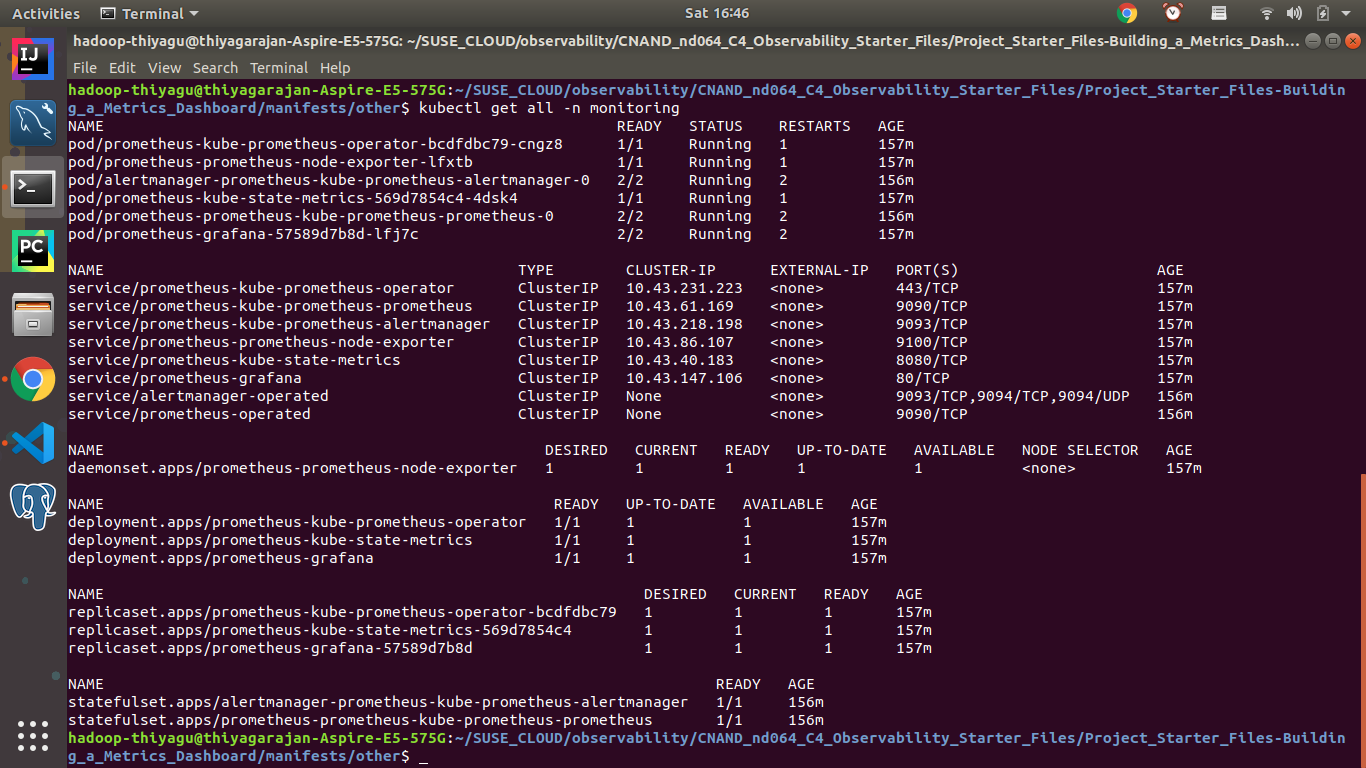 Activities Terminal Sat 16:46
hadoop-thiyagu@thiyagarajan-Aspire-E5-575G: ~/SUSE_CLOUD/observability/CNAND_nd064_C4_Observability_Starter_Files/Project_Starter_Files-Building_a_Metrics_Dash...
File Edit View Search Terminal Help
hadoop-thiyagu@thiyagarajan-Aspire-E5-575G:~/SUSE_CLOUD/observability/CNAND_nd064_C4_Observability_Starter_Files/Project_Starter_Files-Buildin
g_a_Metrics_Dashboard/manifests/other$ kubectl get all -n monitoring
NAME READY STATUS RESTARTS AGE
pod/prometheus-kube-prometheus-operator-bcdfdbc79-cngz8 1/1 Running 1 157m
pod/prometheus-prometheus-node-exporter-lfxtb 1/1 Running 1 157m
pod/alertmanager-prometheus-kube-prometheus-alertmanager-0 2/2 Running 2 156m
pod/prometheus-kube-state-metrics-569d7854c4-4dsk4 1/1 Running 1 157m
pod/prometheus-prometheus-kube-prometheus-prometheus-0 2/2 Running 2 156m
pod/prometheus-grafana-57589d7b8d-lfj7c 2/2 Running 2 157m
NAME TYPE CLUSTER-IP EXTERNAL-IP PORT(S) AGE
service/prometheus-kube-prometheus-operator ClusterIP 10.43.231.223 <none> 443/TCP 157m
service/prometheus-kube-prometheus-prometheus ClusterIP 10.43.61.169 <none> 9090/TCP 157m
service/prometheus-kube-prometheus-alertmanager ClusterIP 10.43.218.198 <none> 9093/TCP 157m
service/prometheus-prometheus-node-exporter ClusterIP 10.43.86.107 <none> 9100/TCP 157m
service/prometheus-kube-state-metrics ClusterIP 10.43.40.183 <none> 8080/TCP 157m
service/prometheus-grafana ClusterIP 10.43.147.106 <none> 80/TCP 157m
service/alertmanager-operated ClusterIP None <none> 9093/TCP,9094/TCP,9094/UDP 156m
service/prometheus-operated ClusterIP None <none> 9090/TCP 156m
NAME DESIRED CURRENT READY UP-TO-DATE AVAILABLE NODE SELECTOR AGE
daemonset.apps/prometheus-prometheus-node-exporter 1 1 1 1 1 <none> 157m
NAME READY UP-TO-DATE AVAILABLE AGE
deployment.apps/prometheus-kube-prometheus-operator 1/1 1 1 157m
deployment.apps/prometheus-kube-state-metrics 1/1 1 1 157m
deployment.apps/prometheus-grafana 1/1 1 1 157m
NAME DESIRED CURRENT READY AGE
replicaset.apps/prometheus-kube-prometheus-operator-bcdfdbc79 1 1 1 157m
replicaset.apps/prometheus-kube-state-metrics-569d7854c4 1 1 1 157m
replicaset.apps/prometheus-grafana-57589d7b8d 1 1 1 157m
NAME READY AGE
statefulset.apps/alertmanager-prometheus-kube-prometheus-alertmanager 1/1 156m
statefulset.apps/prometheus-prometheus-kube-prometheus-prometheus 1/1 156m
hadoop-thiyagu@thiyagarajan-Aspire-E5-575G:~/SUSE_CLOUD/observability/CNAND_nd064_C4_Observability_Starter_Files/Project_Starter_Files-Buildin
g_a_Metrics_Dashboard/manifests/other$ _
IJ
PC